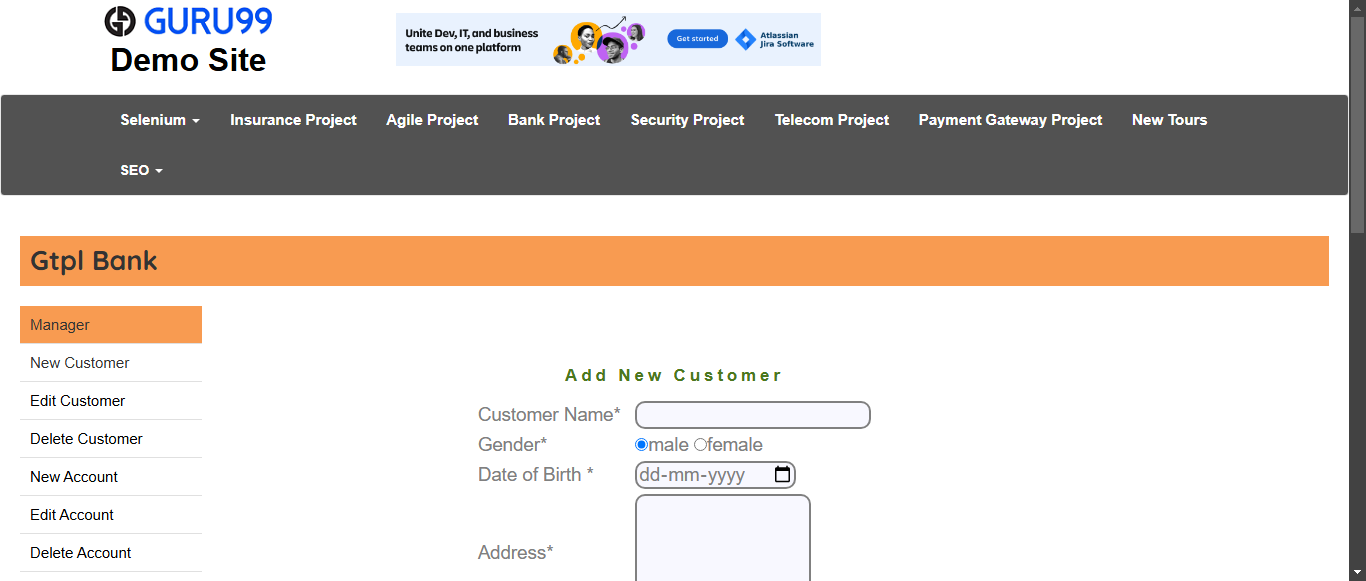 GURU99
Demo Site
Unite Dev, IT, and business
teams on one platform
Get started
Atlassian
Jira Software
Selenium
Insurance Project
Agile Project
Bank Project
Security Project
Telecom Project
Payment Gateway Project
New Tours
SEO
Gtpl Bank
Manager
New Customer
Edit Customer
Delete Customer
New Account
Edit Account
Delete Account
Add New Customer
Customer Name*
Gender* male female
Date of Birth * dd-mm-yyyy
Address*